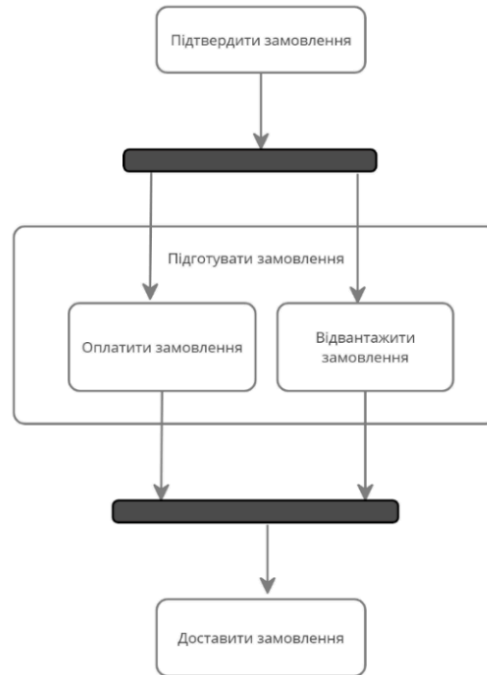 Підтвердити замовлення
Підготувати замовлення
Оплатити замовлення
Відвантажити
замовлення
Доставити замовлення